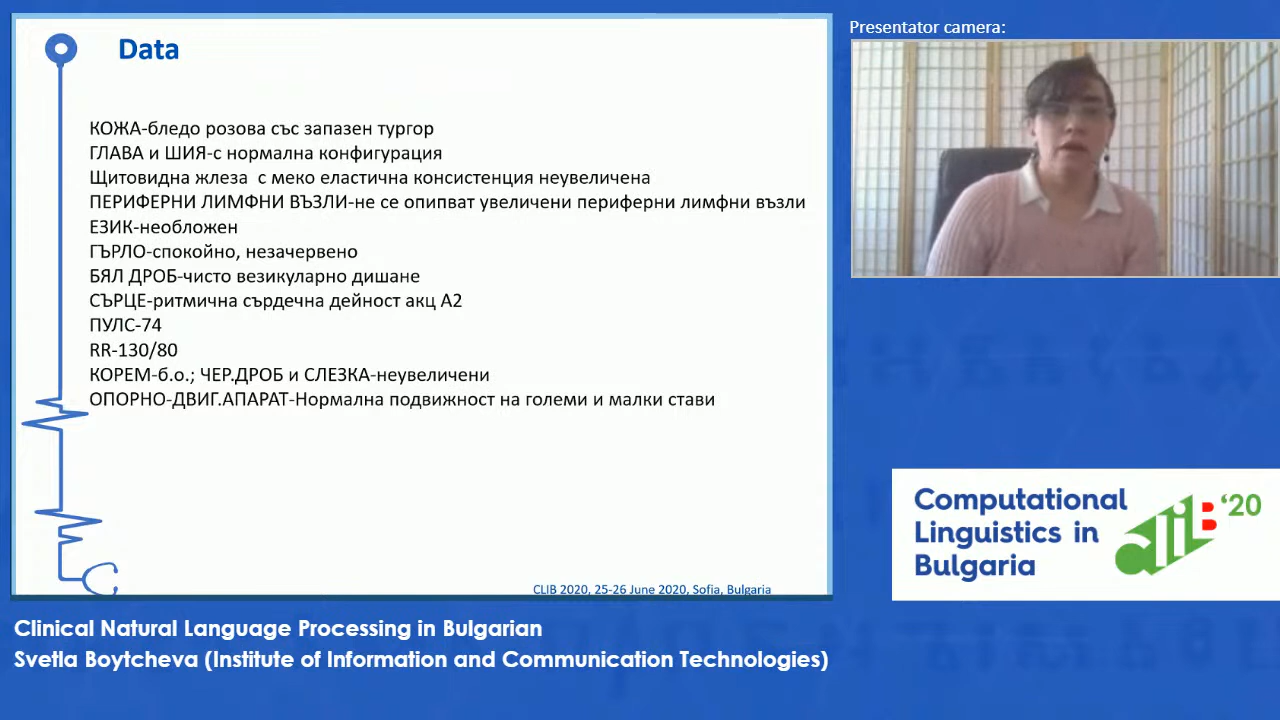 Data
КОЖА-бледо розова със запазен тургор
ГЛАВА и ШИЯ-с нормална конфигурация
Щитовидна жлеза с меко еластична консистенция неувеличена
ПЕРИФЕРНИ ЛИМФНИ ВЪЗЛИ-не се опипват увеличени периферни лимфни възли
ЕЗИК-необложен
ГЪРЛО-спокойно, незачервено
БЯЛ ДРОБ-чисто везикуларно дишане
СЪРЦЕ-ритмична сърдечна дейност акц А2
ПУЛС-74
RR-130/80
КОРЕМ-б.о.; ЧЕР.ДРОБ и СЛЕЗКА-неувеличени
ОПОРНО-ДВИГ.АПАРАТ-Нормална подвижност на големи и малки стави
CLIB 2020, 25-26 June 2020, Sofia, Bulgaria
Presentator camera:
Computational
Linguistics in
Bulgaria
clib '20
Clinical Natural Language Processing in Bulgarian
Svetla Boytcheva (Institute of Information and Communication Technologies)